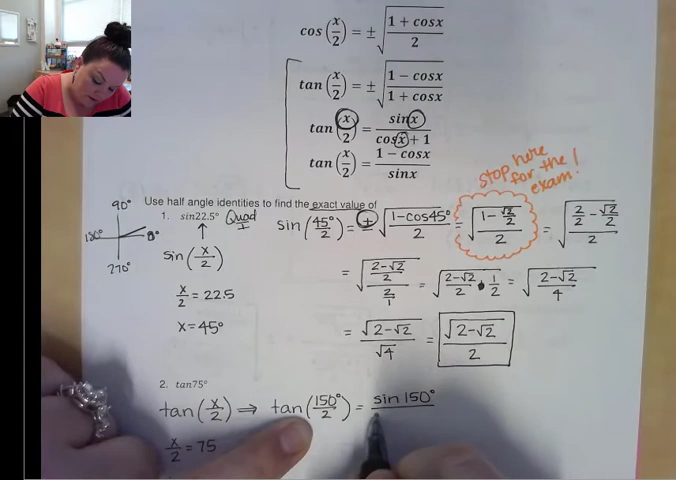 cos (x/2) = ± √((1 + cosx)/2)
tan (x/2) = ± √((1 − cosx)/(1 + cosx))
tan (x/2) = sinx/(cosx + 1)
tan (x/2) = (1 − cosx)/sinx
stop here for the exam!
Use half angle identities to find the exact value of
1. sin22.5° Quad I
90°
180° 0°
270°
sin(x/2)
x/2 = 22.5
x = 45°
sin(45°/2) = ± √((1−cos45°)/2) = √((1 − √2/2)/2) = √((2/2 − √2/2)/2)
= √(((2−√2)/2)/(2/1)) = √((2−√2)/2 • 1/2) = √((2−√2)/4)
= √(2−√2)/√4 = √(2−√2)/2
2. tan75°
tan(x/2) ⇒ tan(150°/2) = sin 150°
x/2 = 75